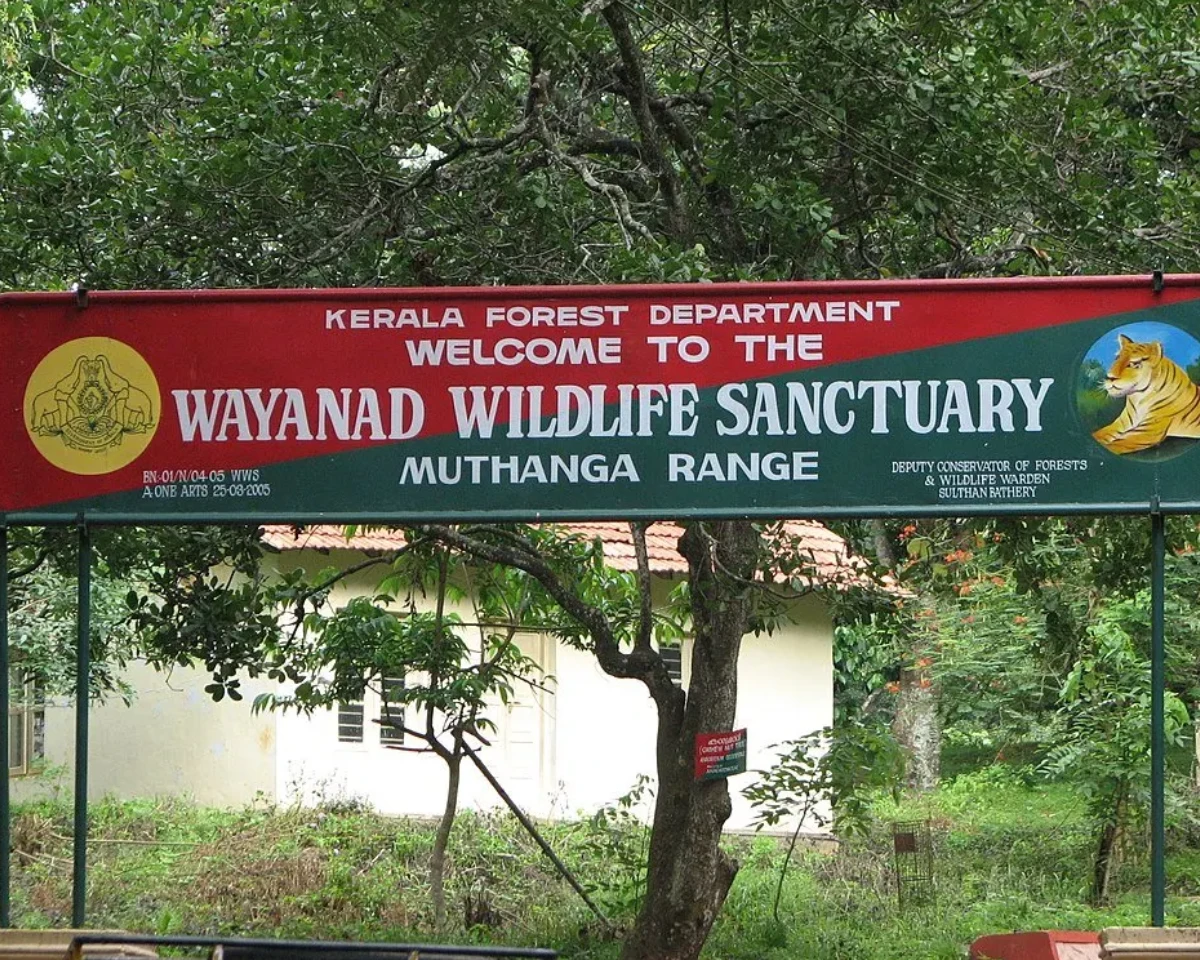 KERALA FOREST DEPARTMENT
WELCOME TO THE
WAYANAD WILDLIFE SANCTUARY
MUTHANGA RANGE
BN:-01/N/04-05 WWS
A ONE ARTS 25-03-2005
DEPUTY CONSERVATOR OF FORESTS
& WILDLIFE WARDEN
SULTHAN BATHERY